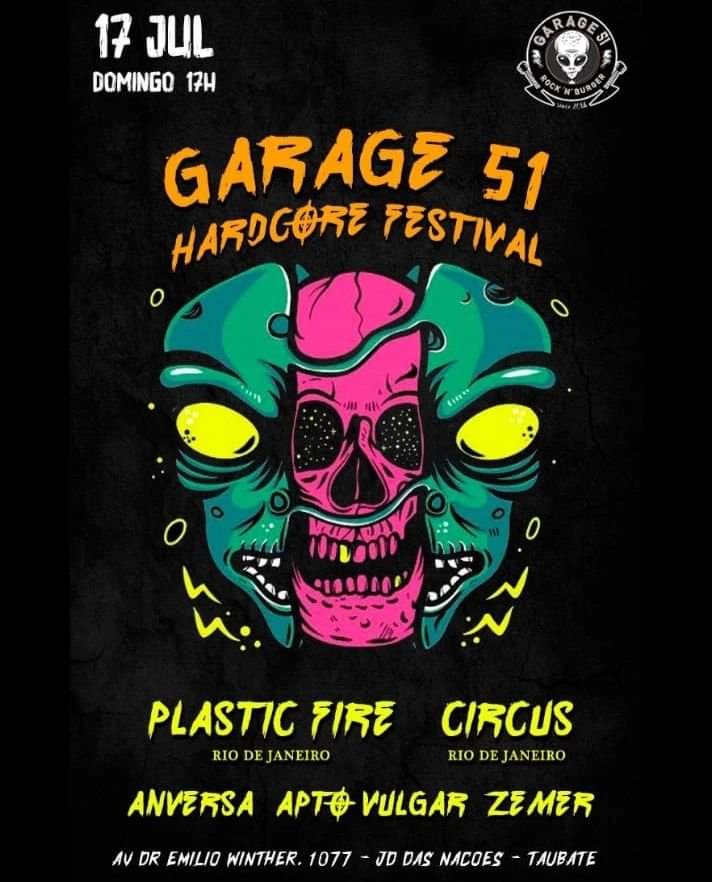 17 JUL
DOMINGO 17H
GARAGE 51
ROCK'N'BURGER
GARAGE 51
HARDCORE FESTIVAL
PLASTIC FIRE CIRCUS
RIO DE JANEIRO RIO DE JANEIRO
ANVERSA APTO VULGAR ZEMER
AV DR EMILIO WINTHER, 1077 - JD DAS NACOES - TAUBATE